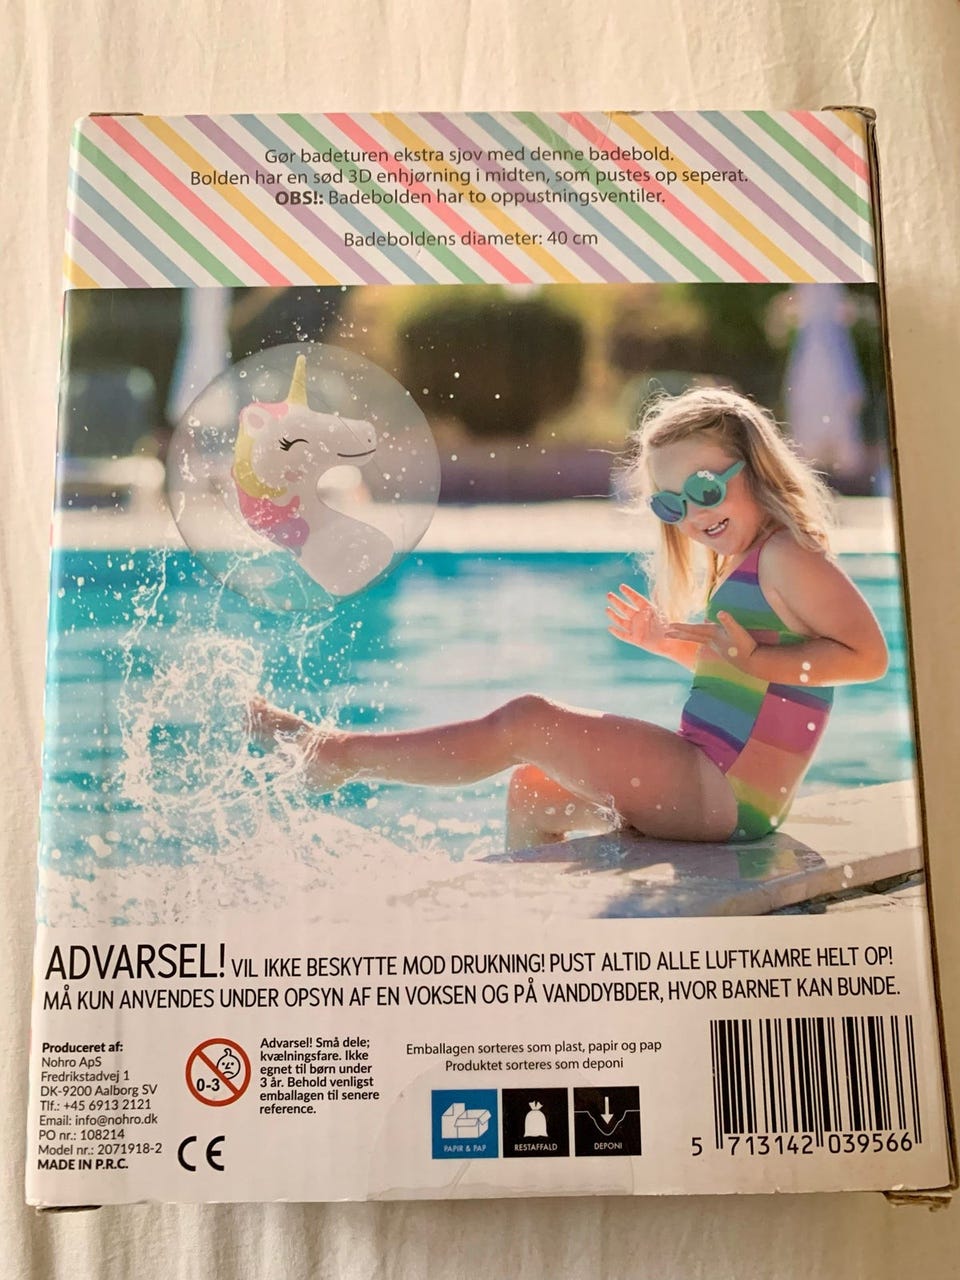 Gør badeturen ekstra sjov med denne badebold.
Bolden har en sød 3D enhjørning i midten, som pustes op seperat.
OBS!: Badebolden har to oppustningsventiler.
Badeboldens diameter: 40 cm
ADVARSEL! VIL IKKE BESKYTTE MOD DRUKNING! PUST ALTID ALLE LUFTKAMRE HELT OP!
MÅ KUN ANVENDES UNDER OPSYN AF EN VOKSEN OG PÅ VANDDYBDER, HVOR BARNET KAN BUNDE.
Produceret af:
Nohro ApS
Fredrikstadvej 1
DK-9200 Aalborg SV
Tlf.: +45 6913 2121
Email: info@nohro.dk
PO nr.: 108214
Model nr.: 2071918-2
MADE IN P.R.C.
0-3
CE
Advarsel! Små dele;
kvælningsfare. Ikke
egnet til børn under
3 år. Behold venligst
emballagen til senere
reference.
Emballagen sorteres som plast, papir og pap
Produktet sorteres som deponi
PAPIR & PAP
RESTAFFALD
DEPONI
5 713142 039566